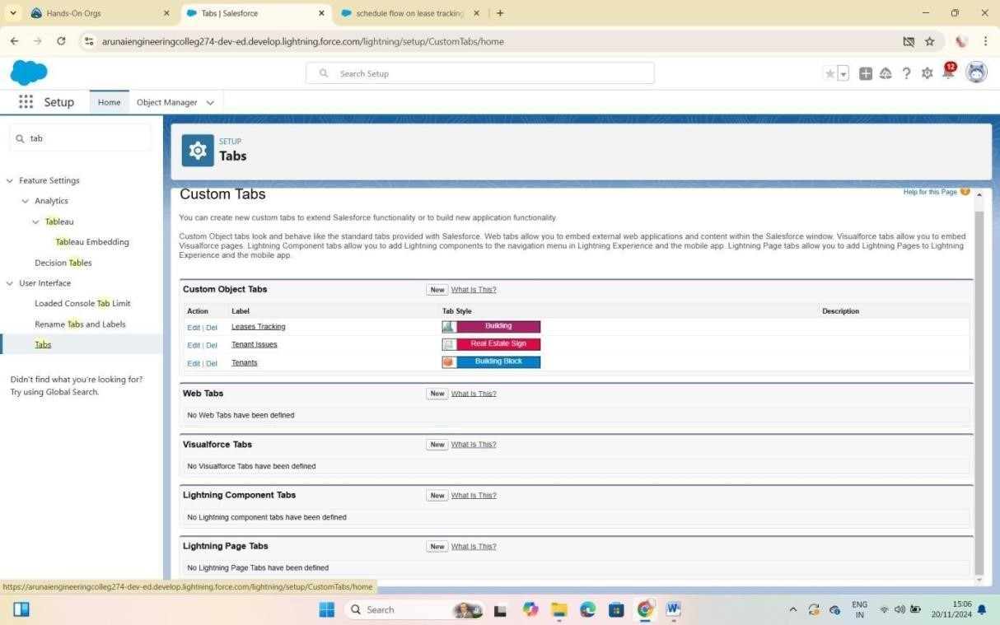 Hands-On Orgs
Tabs | Salesforce
schedule flow on lease tracking
arunaiengineeringcolleg274-dev-ed.develop.lightning.force.com/lightning/setup/CustomTabs/home
Search Setup
12
Setup
Home
Object Manager
tab
Feature Settings
Analytics
Tableau
Tableau Embedding
Decision Tables
User Interface
Loaded Console Tab Limit
Rename Tabs and Labels
Tabs
Didn't find what you're looking for?
Try using Global Search.
SETUP
Tabs
Custom Tabs
Help for this Page
You can create new custom tabs to extend Salesforce functionality or to build new application functionality.
Custom Object tabs look and behave like the standard tabs provided with Salesforce. Web tabs allow you to embed external web applications and content within the Salesforce window. Visualforce tabs allow you to embed
Visualforce pages. Lightning Component tabs allow you to add Lightning components to the navigation menu in Lightning Experience and the mobile app. Lightning Page tabs allow you to add Lightning Pages to Lightning
Experience and the mobile app.
Custom Object Tabs New What Is This?
Action Label Tab Style Description
Edit | Del Leases Tracking Building
Edit | Del Tenant Issues Real Estate Sign
Edit | Del Tenants Building Block
Web Tabs New What Is This?
No Web Tabs have been defined
Visualforce Tabs New What Is This?
No Visualforce Tabs have been defined
Lightning Component Tabs New What Is This?
No Lightning component tabs have been defined
Lightning Page Tabs New What Is This?
No Lightning Page Tabs have been defined
https://arunaiengineeringcolleg274-dev-ed.develop.lightning.force.com/lightning/setup/CustomTabs/home
Search
ENG
IN
15:06
20/11/2024